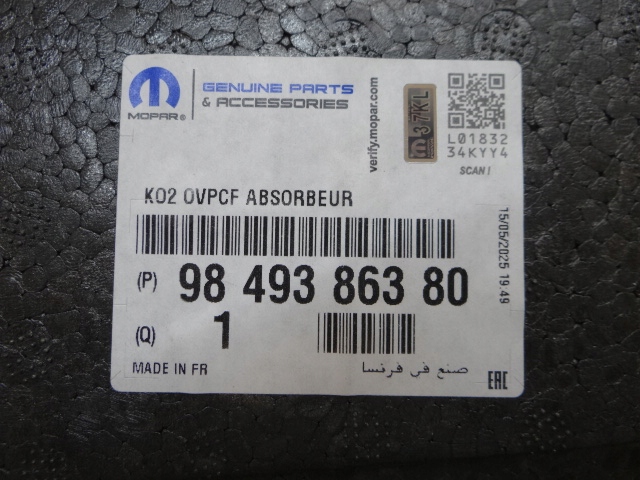 MOPAR®
GENUINE PARTS
& ACCESSORIES
verify.mopar.com
37KL
L01832
34KYY4
SCAN!
K02 OVPCF ABSORBEUR
15/05/2025 19.49
(P) 98 493 863 80
(Q) 1
MADE IN FR
صنع في فرنسا
EAC